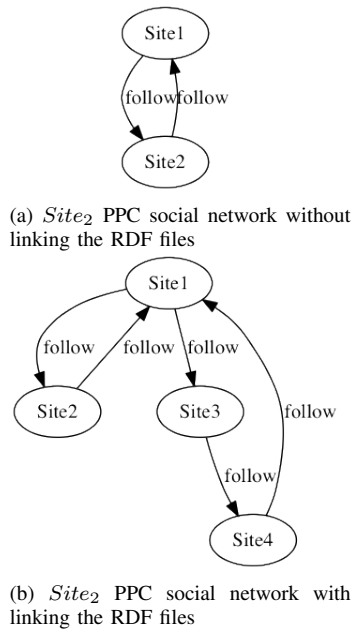 Site1
follow follow
Site2
(a) Site2 PPC social network without
linking the RDF files
Site1
follow follow follow
Site2 Site3 follow
follow
Site4
(b) Site2 PPC social network with
linking the RDF files